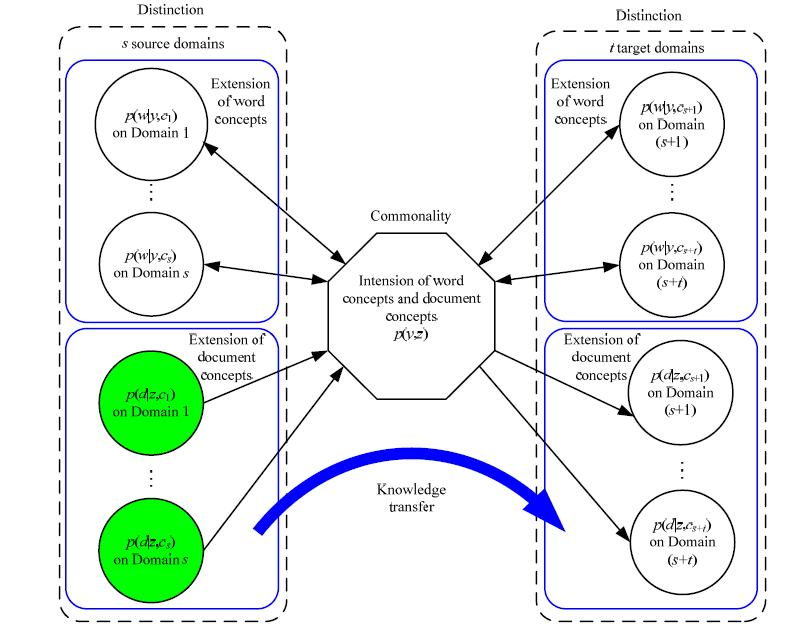 Distinction
s source domains
Extension
of word
concepts
p(w|y,c₁)
on Domain 1
⋮
p(w|y,cₛ)
on Domain s
Extension of
document
concepts
p(d|z,c₁)
on Domain 1
⋮
p(d|z,cₛ)
on Domain s
Commonality
Intension of word
concepts and document
concepts
p(y,z)
Knowledge
transfer
Distinction
t target domains
Extension
of word
concepts
p(w|y,cₛ₊₁)
on Domain
(s+1)
⋮
p(w|y,cₛ₊ₜ)
on Domain
(s+t)
Extension of
document
concepts
p(d|z,cₛ₊₁)
on Domain
(s+1)
⋮
p(d|z,cₛ₊ₜ)
on Domain
(s+t)